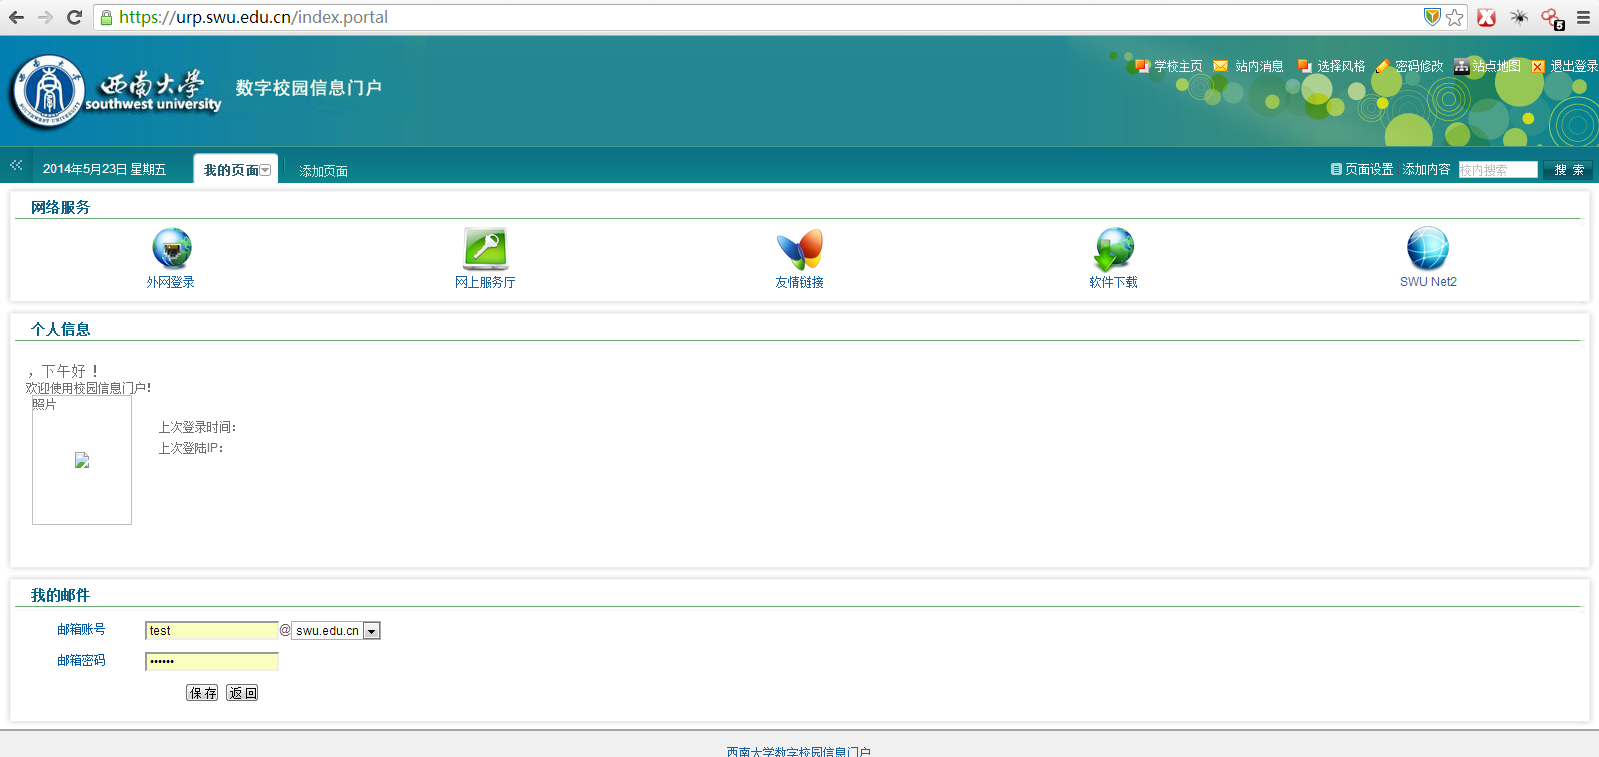 https://urp.swu.edu.cn/index.portal
5
西南大学
southwest university
SOUTHWEST UNIVERSITY
数字校园信息门户
学校主页 站内消息 选择风格 密码修改 站点地图 退出登录
2014年5月23日 星期五 我的页面 添加页面 页面设置 添加内容 校内搜索 搜 索
网络服务
外网登录 网上服务厅 友情链接 软件下载 SWU Net2
个人信息
，下午好 ！
欢迎使用校园信息门户!
照片
上次登录时间：
上次登陆IP：
我的邮件
邮箱账号 test @ swu.edu.cn
邮箱密码 ••••••
保 存 返 回
西南大学数字校园信息门户